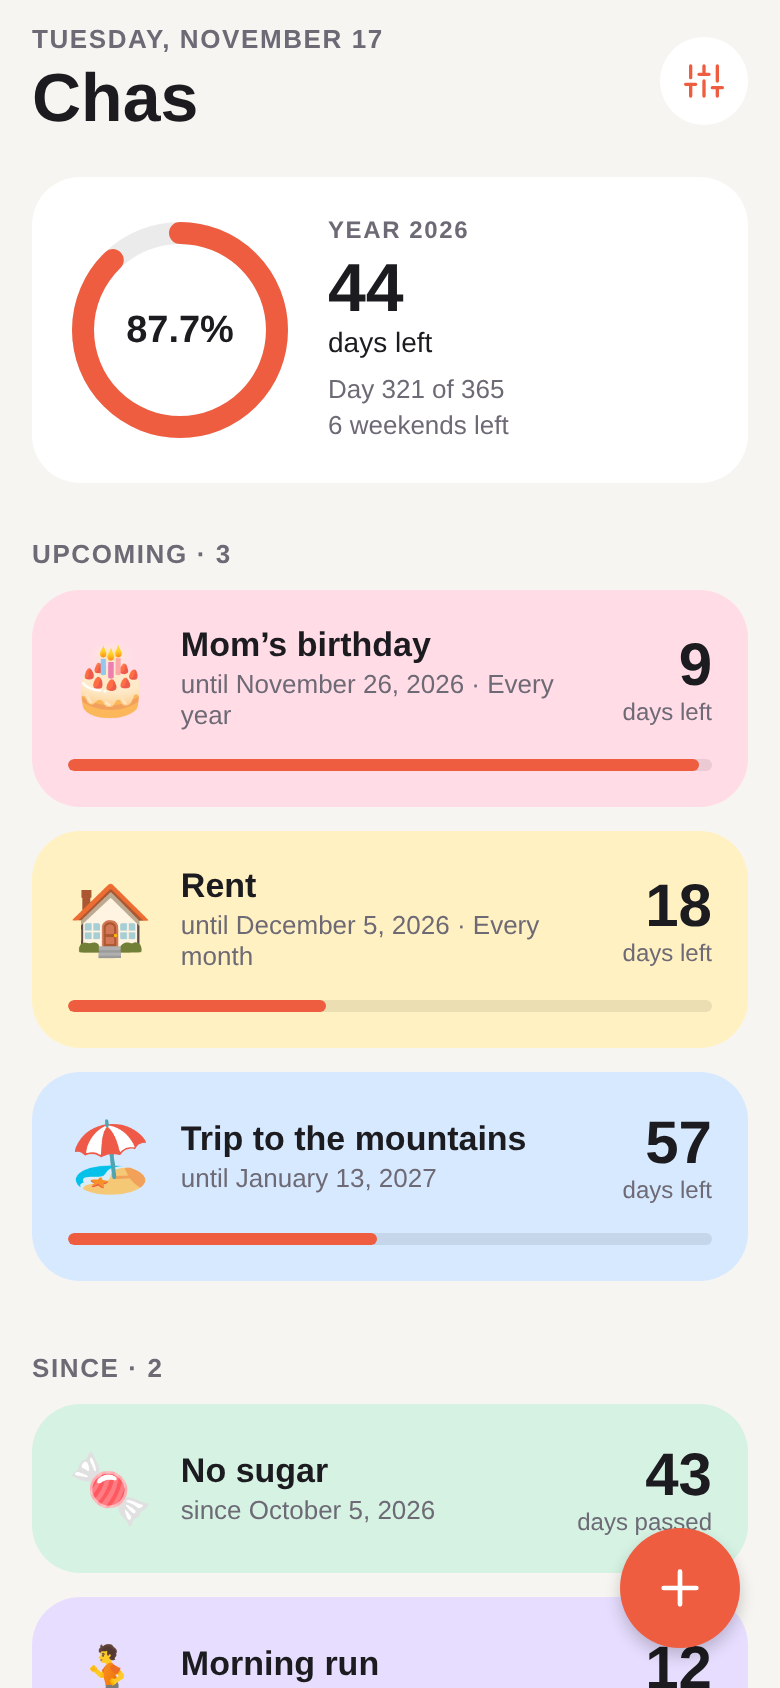 TUESDAY, NOVEMBER 17
Chas
87.7%
YEAR 2026
44
days left
Day 321 of 365
6 weekends left
UPCOMING · 3
Mom’s birthday
until November 26, 2026 · Every
year
9
days left
Rent
until December 5, 2026 · Every
month
18
days left
Trip to the mountains
until January 13, 2027
57
days left
SINCE · 2
No sugar
since October 5, 2026
43
days passed
Morning run
12